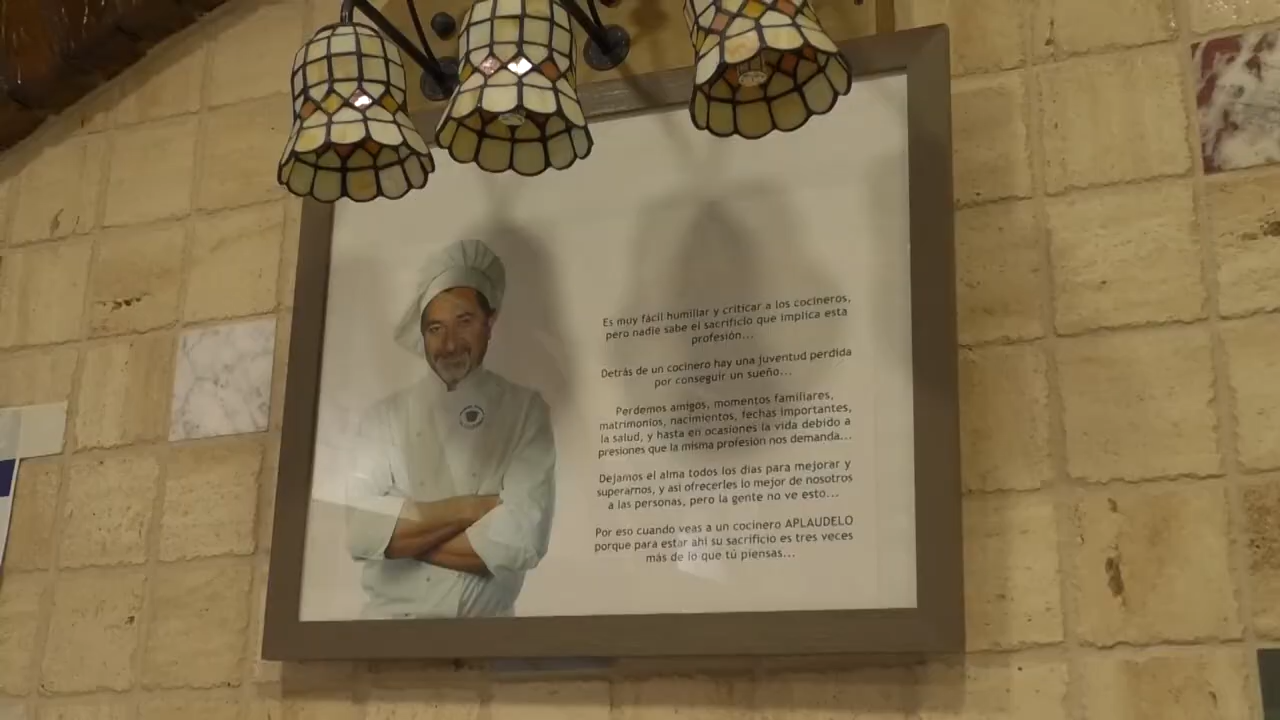 Es muy fácil humillar y criticar a los cocineros,
pero nadie sabe el sacrificio que implica esta
profesión...
Detrás de un cocinero hay una juventud perdida
por conseguir un sueño...
Perdemos amigos, momentos familiares,
matrimonios, nacimientos, fechas importantes,
la salud, y hasta en ocasiones la vida debido a
presiones que la misma profesión nos demanda...
Dejamos el alma todos los días para mejorar y
superarnos, y así ofrecerles lo mejor de nosotros
a las personas, pero la gente no ve esto...
Por eso cuando veas a un cocinero APLAUDELO
porque para estar ahí su sacrificio es tres veces
más de lo que tú piensas...